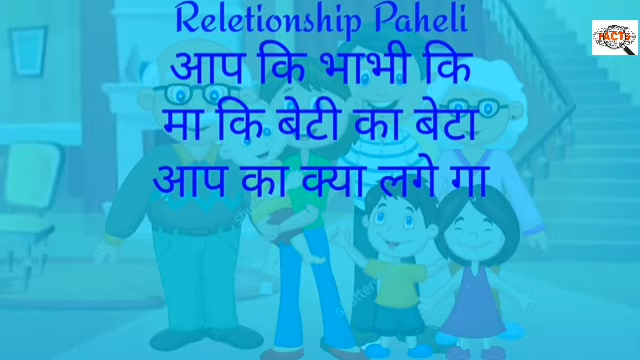 Reletionship Paheli
FACTS
आप कि भाभी कि
मा कि बेटी का बेटा
आप का क्या लगे गा